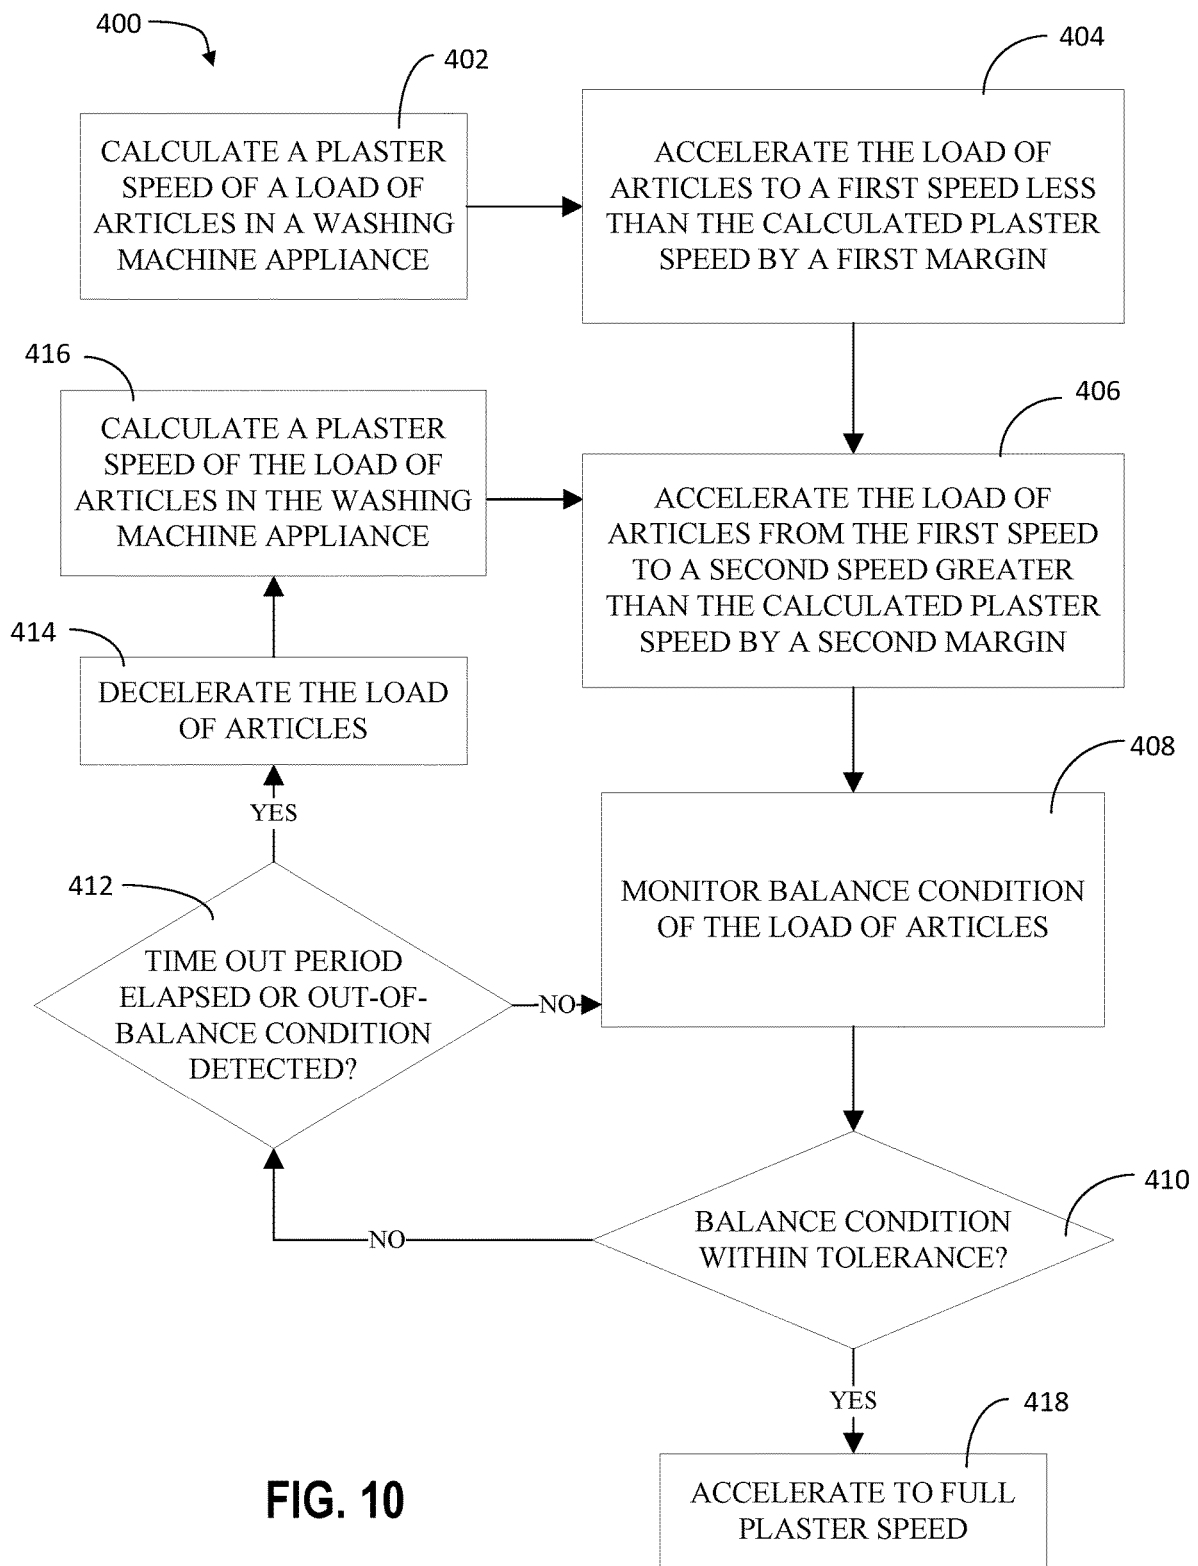 400
402
CALCULATE A PLASTER
SPEED OF A LOAD OF
ARTICLES IN A WASHING
MACHINE APPLIANCE
404
ACCELERATE THE LOAD OF
ARTICLES TO A FIRST SPEED LESS
THAN THE CALCULATED PLASTER
SPEED BY A FIRST MARGIN
416
CALCULATE A PLASTER
SPEED OF THE LOAD OF
ARTICLES IN THE WASHING
MACHINE APPLIANCE
406
ACCELERATE THE LOAD OF
ARTICLES FROM THE FIRST SPEED
TO A SECOND SPEED GREATER
THAN THE CALCULATED PLASTER
SPEED BY A SECOND MARGIN
414
DECELERATE THE LOAD
OF ARTICLES
YES
408
MONITOR BALANCE CONDITION
OF THE LOAD OF ARTICLES
412
TIME OUT PERIOD
ELAPSED OR OUT-OF-
BALANCE CONDITION
DETECTED?
NO
410
BALANCE CONDITION
WITHIN TOLERANCE?
NO
YES
418
ACCELERATE TO FULL
PLASTER SPEED
FIG. 10